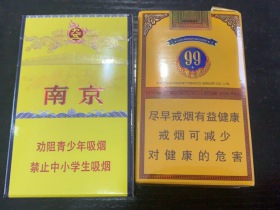 南京
劝阻青少年吸烟
禁止中小学生吸烟
99
尽早戒烟有益健康
戒烟可减少
对健康的危害